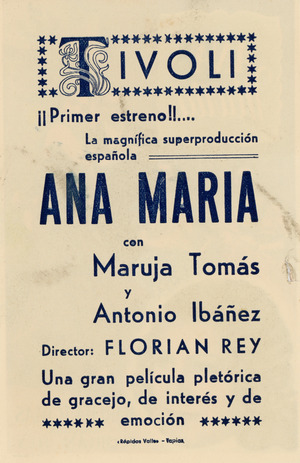 TIVOLI
¡¡Primer estreno!!....
La magnífica superproducción
española
ANA MARIA
con
Maruja Tomás
y
Antonio Ibáñez
Director: FLORIAN REY
Una gran película pletórica
de gracejo, de interés y de
emoción
«Rápidas Valls» - Tapias